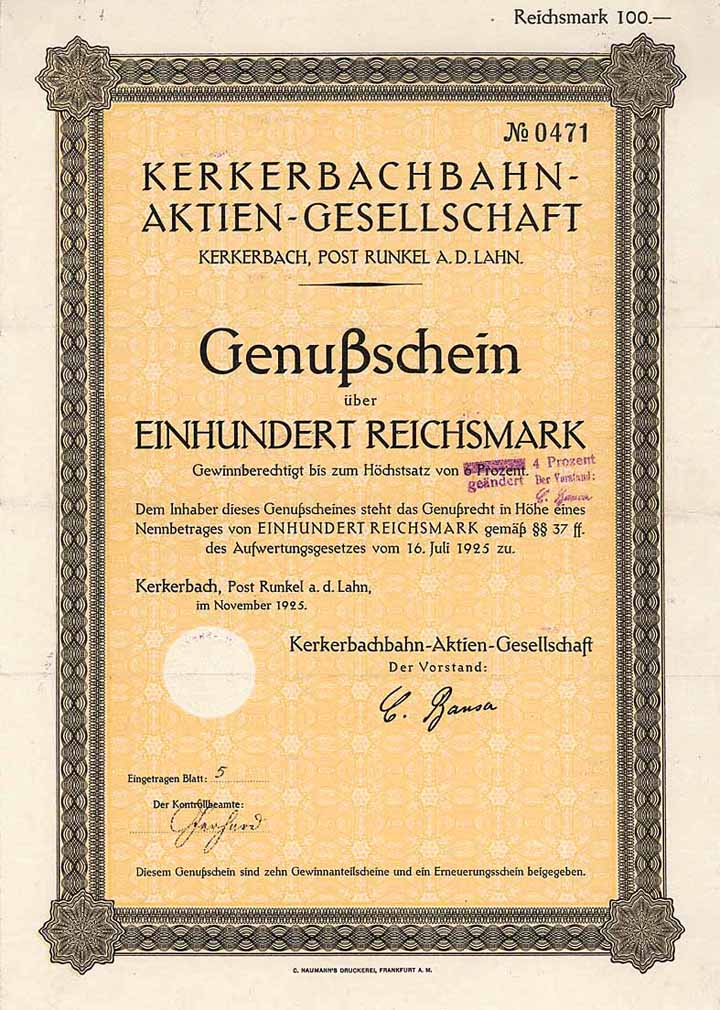 Reichsmark 100.—
№ 0471
KERKERBACHBAHN-
AKTIEN-GESELLSCHAFT
KERKERBACH, POST RUNKEL A. D. LAHN.
Genußschein
über
EINHUNDERT REICHSMARK
Gewinnberechtigt bis zum Höchstsatz von 6 Prozent. 4 Prozent
geändert Der Vorstand:
C. Bansa
Dem Inhaber dieses Genußscheines steht das Genußrecht in Höhe eines
Nennbetrages von EINHUNDERT REICHSMARK gemäß §§ 37 ff.
des Aufwertungsgesetzes vom 16. Juli 1925 zu.
Kerkerbach, Post Runkel a. d. Lahn,
im November 1925.
Kerkerbachbahn-Aktien-Gesellschaft
Der Vorstand:
C. Bansa
Eingetragen Blatt: 5
Der Kontrollbeamte:
Gerhard
Diesem Genußschein sind zehn Gewinnanteilscheine und ein Erneuerungsschein beigegeben.
C. NAUMANN'S DRUCKEREI, FRANKFURT A. M.